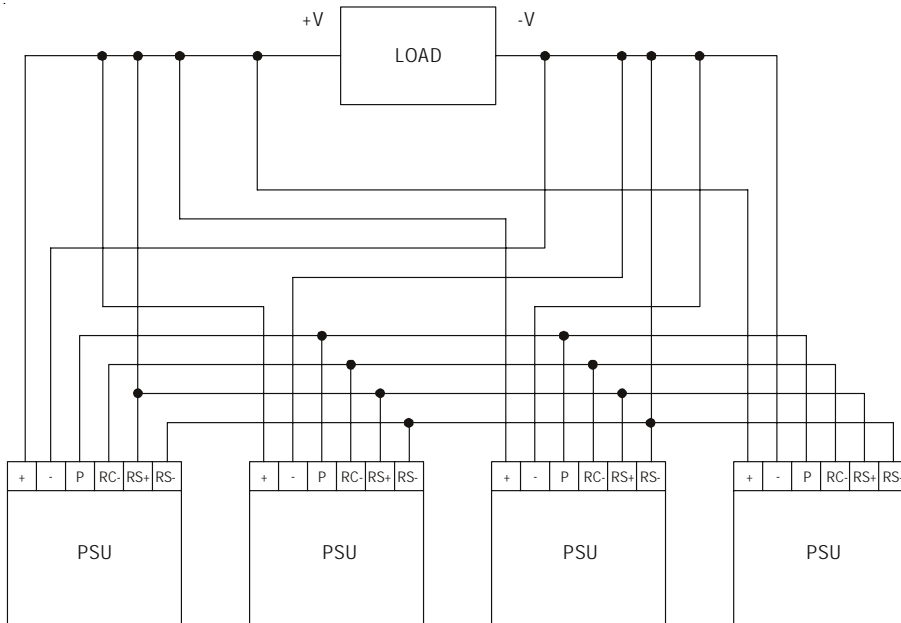 +V LOAD -V
+ - P RC- RS+ RS- + - P RC- RS+ RS- + - P RC- RS+ RS- + - P RC- RS+ RS-
PSU PSU PSU PSU